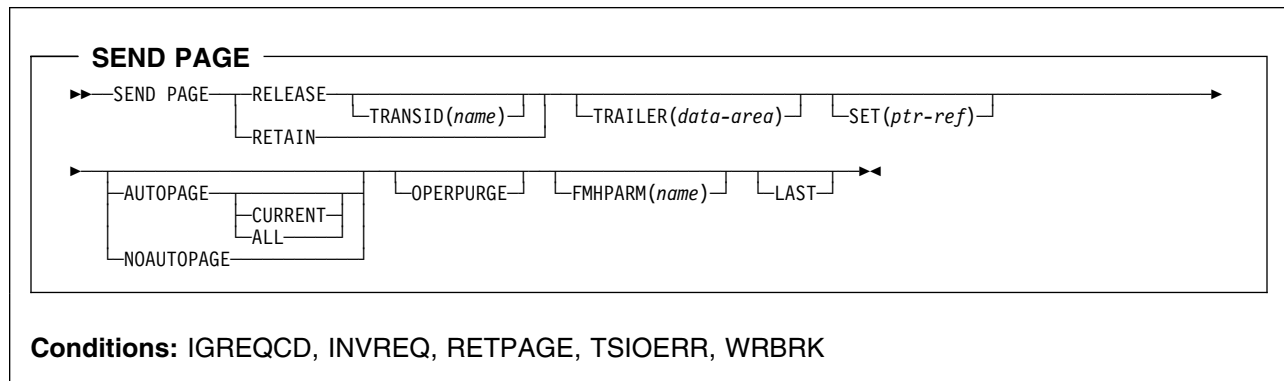 SEND PAGE
SEND PAGE RELEASE TRANSID(name) TRAILER(data-area) SET(ptr-ref)
RETAIN
AUTOPAGE CURRENT OPERPURGE FMHPARM(name) LAST
ALL
NOAUTOPAGE
Conditions: IGREQCD, INVREQ, RETPAGE, TSIOERR, WRBRK